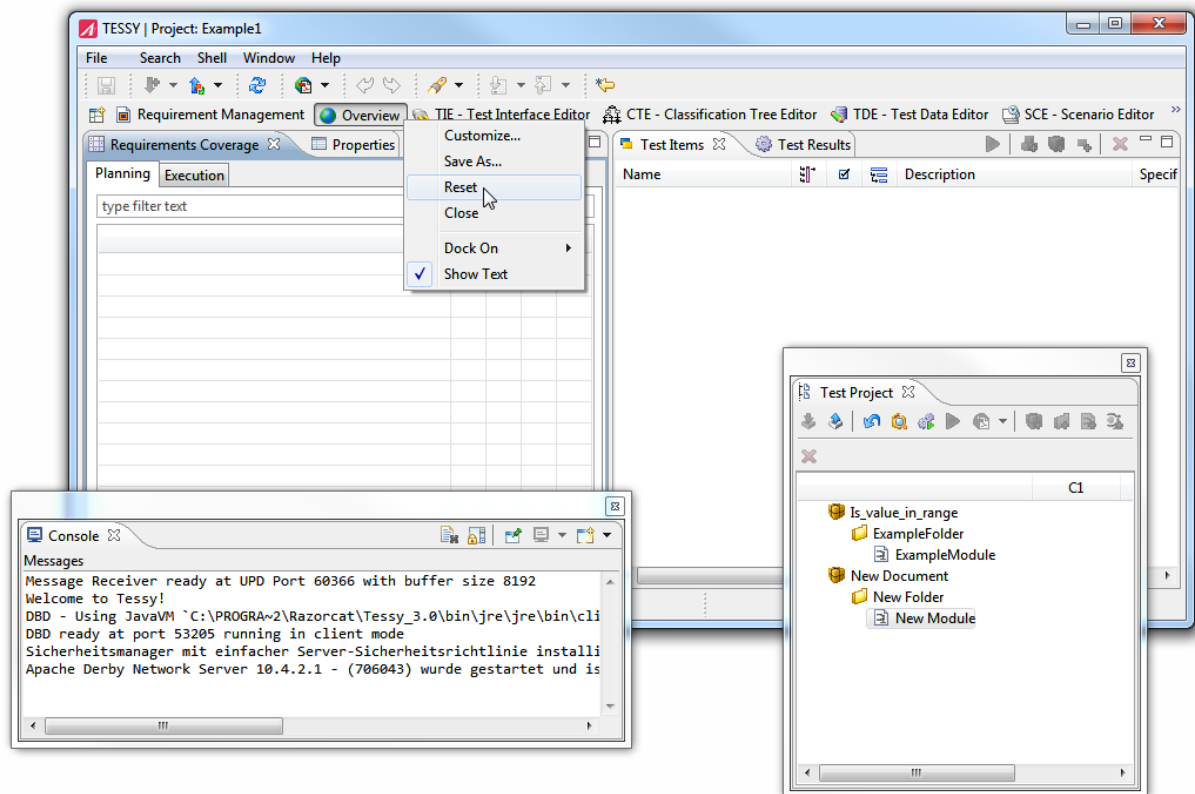 TESSY | Project: Example1
File Search Shell Window Help
Requirement Management Overview TIE - Test Interface Editor CTE - Classification Tree Editor TDE - Test Data Editor SCE - Scenario Editor »
Requirements Coverage Properties
Planning Execution
type filter text
Customize...
Save As...
Reset
Close
Dock On
Show Text
Test Items Test Results
Name Description Specif
Test Project
C1
Is_value_in_range
ExampleFolder
ExampleModule
New Document
New Folder
New Module
Console
Messages
Message Receiver ready at UPD Port 60366 with buffer size 8192
Welcome to Tessy!
DBD - Using JavaVM `C:\PROGRA~2\Razorcat\Tessy_3.0\bin\jre\jre\bin\cli
DBD ready at port 53205 running in client mode
Sicherheitsmanager mit einfacher Server-Sicherheitsrichtlinie installi
Apache Derby Network Server 10.4.2.1 - (706043) wurde gestartet und is